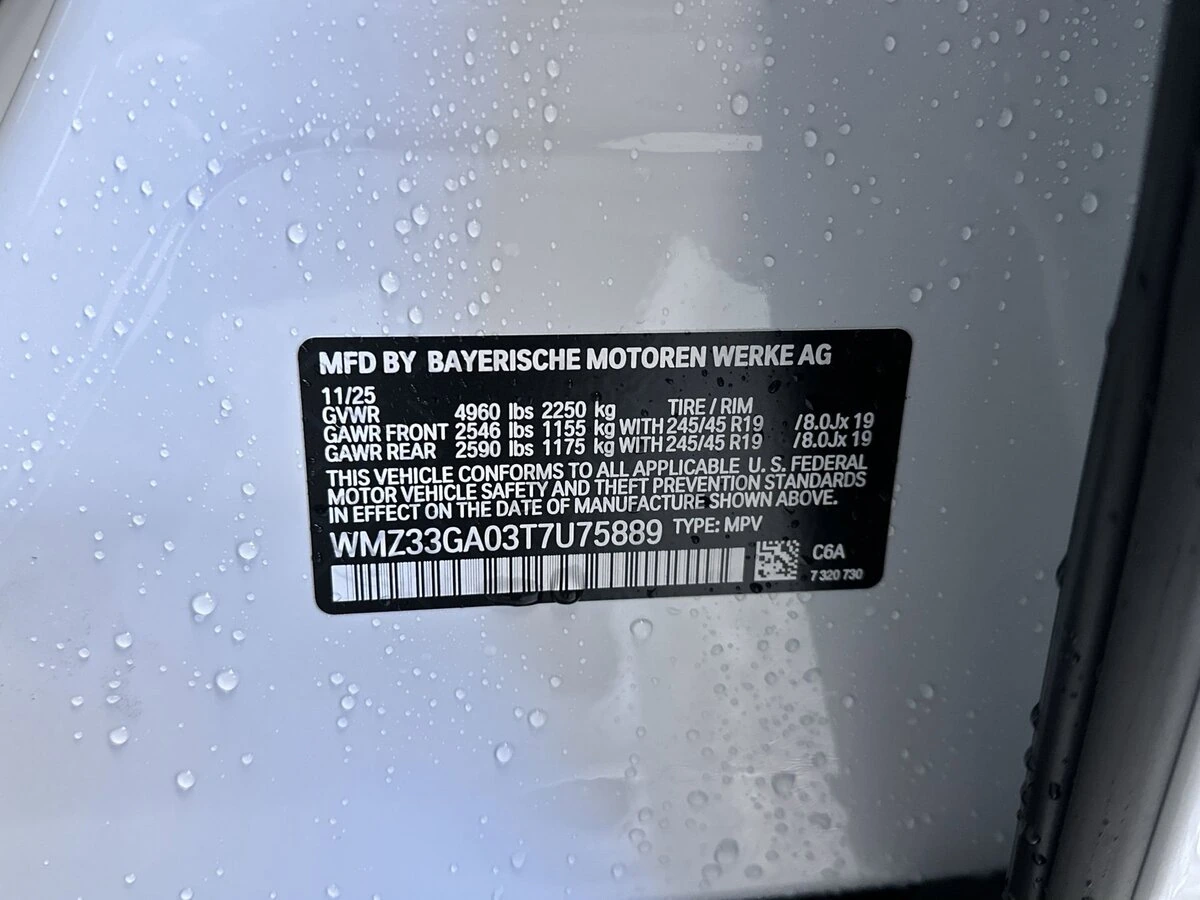 MFD BY BAYERISCHE MOTOREN WERKE AG
11/25
GVWR 4960 lbs 2250 kg TIRE / RIM
GAWR FRONT 2546 lbs 1155 kg WITH 245/45 R19 /8.0Jx 19
GAWR REAR 2590 lbs 1175 kg WITH 245/45 R19 /8.0Jx 19
THIS VEHICLE CONFORMS TO ALL APPLICABLE U.S. FEDERAL
MOTOR VEHICLE SAFETY AND THEFT PREVENTION STANDARDS
IN EFFECT ON THE DATE OF MANUFACTURE SHOWN ABOVE.
WMZ33GA03T7U75889 TYPE: MPV
C6A
7 320 730